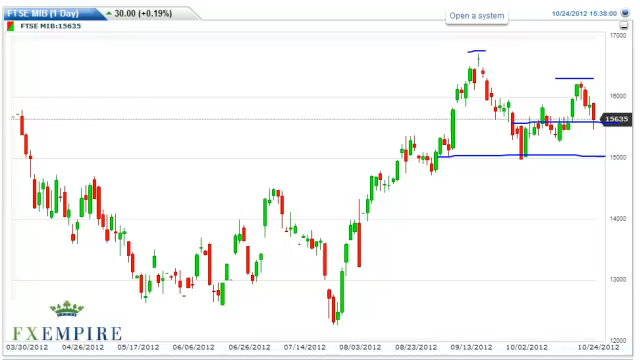 FTSE MIB (1 Day) 30.00 (+0.19%) Open a system 10/24/2012 15:38:00
FTSE MIB:15635
17000
16000
15635
15000
14000
13000
12000
FXEMPIRE
03/30/2012 04/26/2012 05/17/2012 06/06/2012 06/26/2012 07/14/2012 08/03/2012 08/23/2012 09/13/2012 10/02/2012 10/24/2012